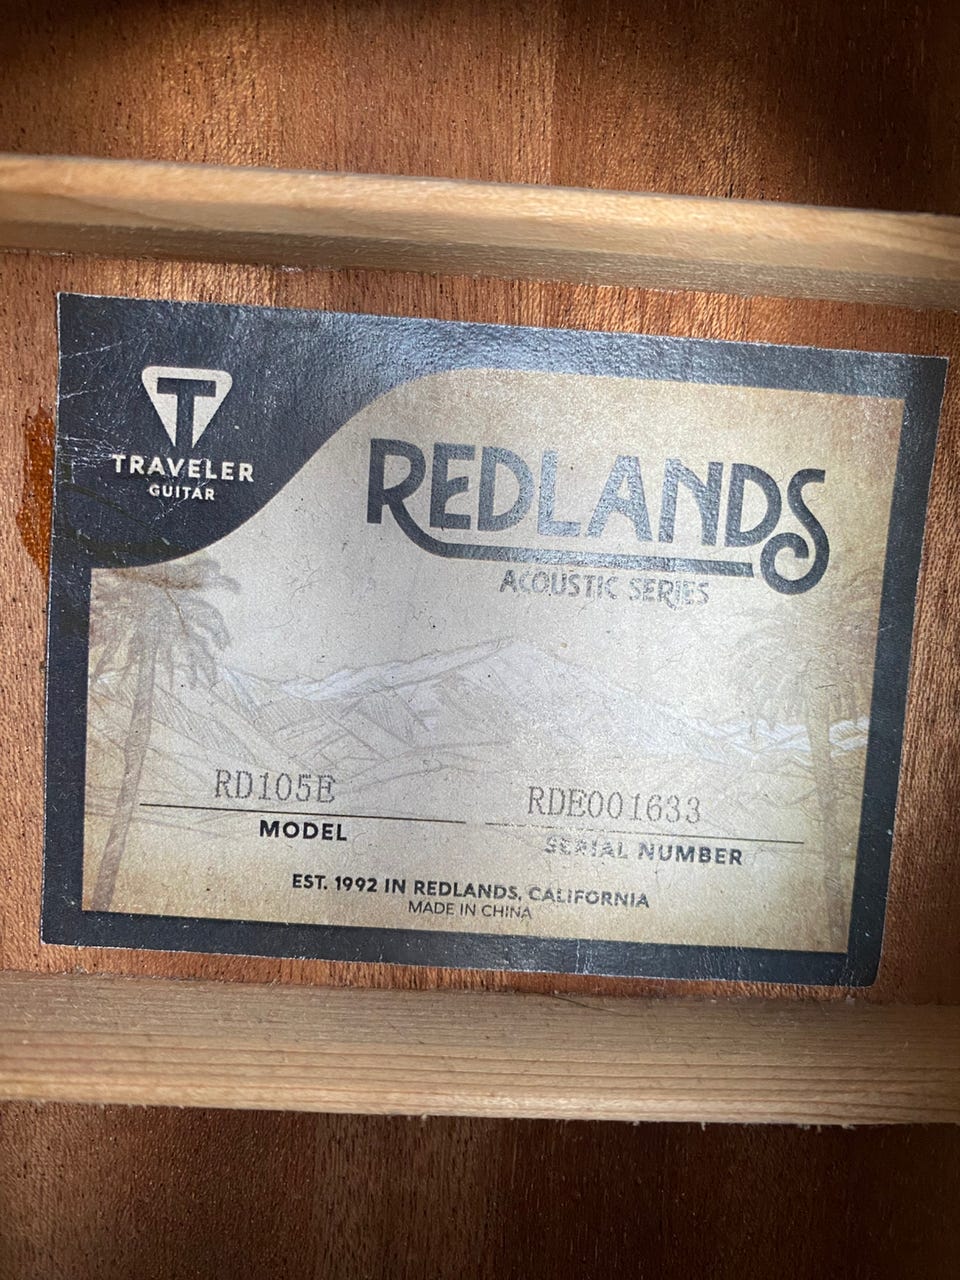 T
TRAVELER
GUITAR
REDLANDS
ACOUSTIC SERIES
RD105E
MODEL
RDE001633
SERIAL NUMBER
EST. 1992 IN REDLANDS, CALIFORNIA
MADE IN CHINA